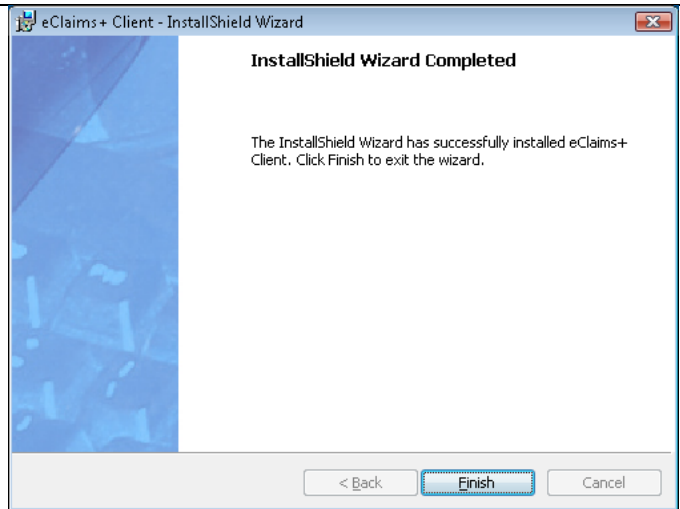 eClaims+ Client - InstallShield Wizard
InstallShield Wizard Completed
The InstallShield Wizard has successfully installed eClaims+
Client. Click Finish to exit the wizard.
< Back Finish Cancel